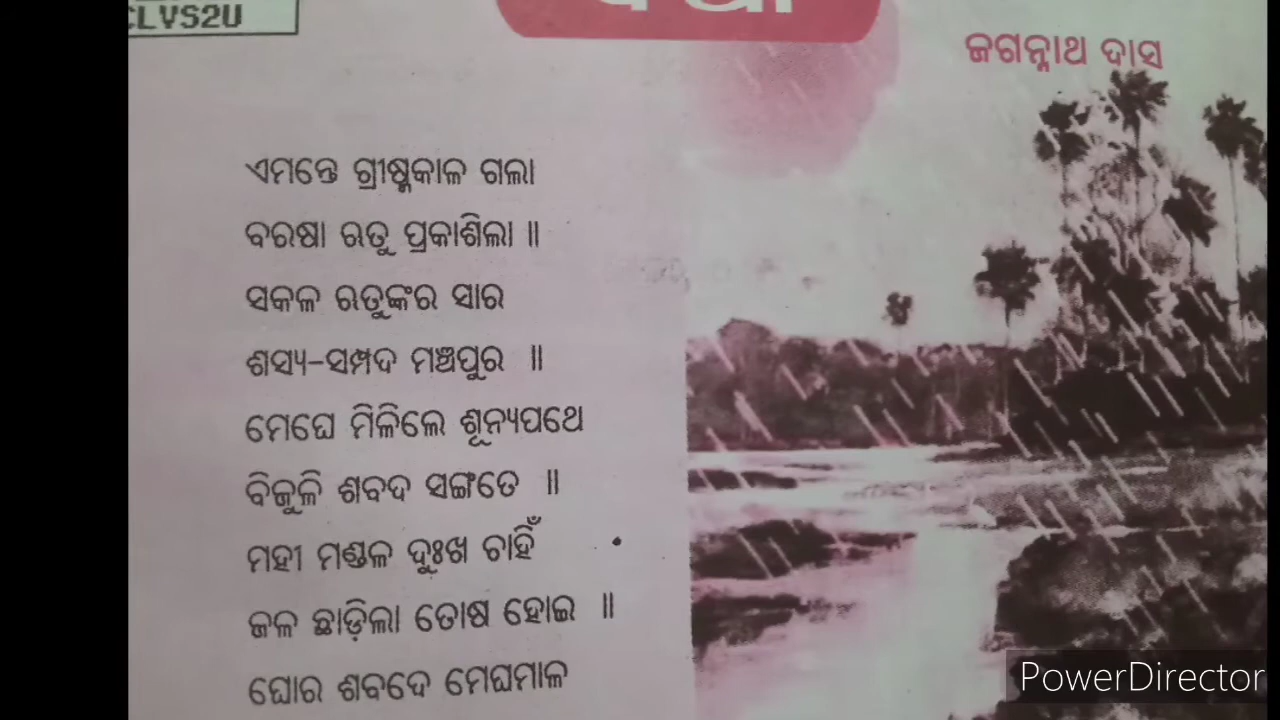 CLVS2U
ଜଗନ୍ନାଥ ଦାସ
ଏମନ୍ତେ ଗ୍ରୀଷ୍ମକାଳ ଗଲା
ବରଷା ଋତୁ ପ୍ରକାଶିଲା ॥
ସକଳ ଋତୁଙ୍କର ସାର
ଶସ୍ୟ-ସମ୍ପଦ ମଞ୍ଚପୁର ॥
ମେଘେ ମିଳିଲେ ଶୂନ୍ୟପଥେ
ବିଜୁଳି ଶବଦ ସଙ୍ଗତେ ॥
ମହୀ ମଣ୍ଡଳ ଦୁଃଖ ଚାହିଁ
ଜଳ ଛାଡ଼ିଲା ତୋଷ ହୋଇ ॥
ଘୋର ଶବଦେ ମେଘମାଳ
PowerDirector